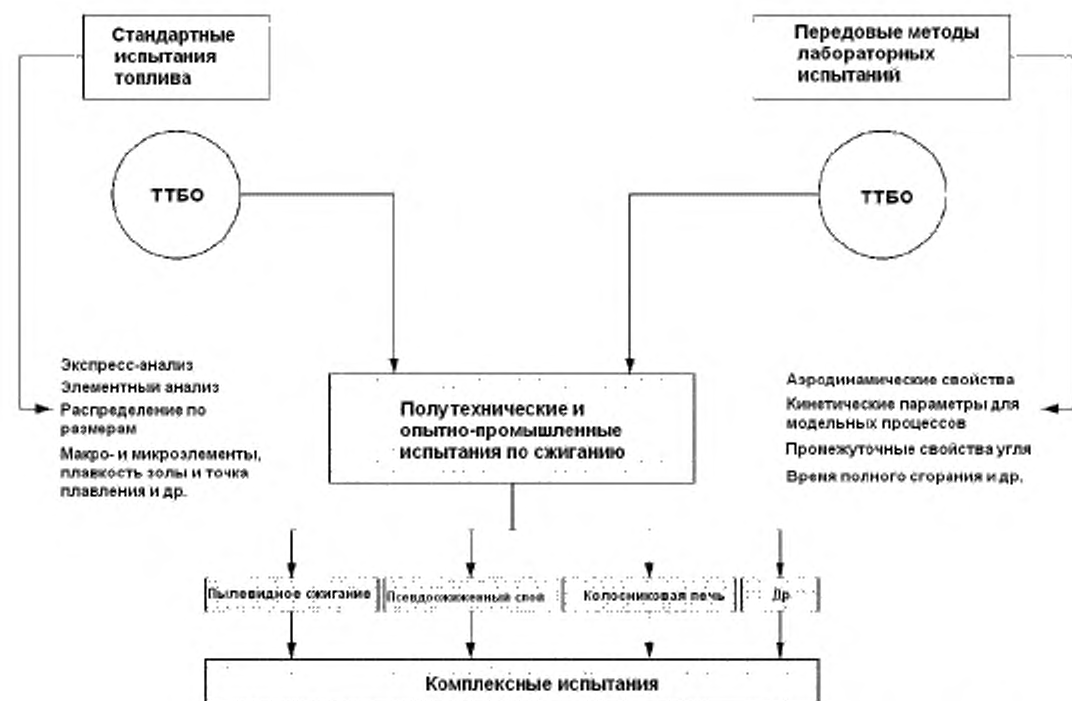 Стандартные
испытания
топлива
Передовые методы
лабораторных
испытаний
ТТБО
ТТБО
Экспресс-анализ
Элементный анализ
Распределение по
размерам
Макро- и микроэлементы,
плавкость золы и точка
плавления и др.
Полутехнические и
опытно-промышленные
испытания по сжиганию
Аэродинамические свойства
Кинетические параметры для
модельных процессов
Промежуточные свойства угля
Время полного сгорания и др.
Пылевидное сжигание
Псевдоожиженный слой
Колосниковая печь
Др.
Комплексные испытания